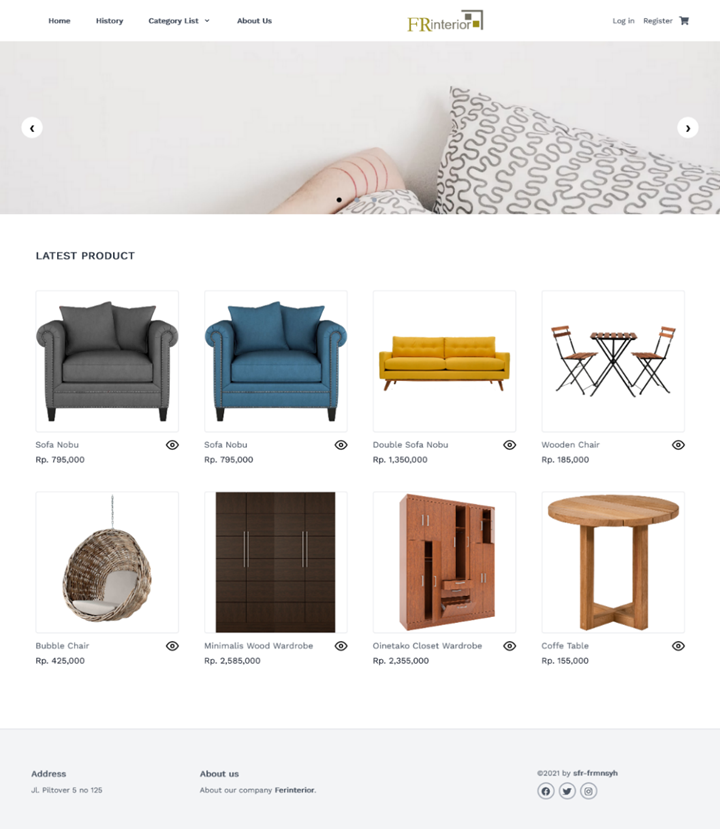 Home History Category List About Us FRinterior Log in Register
LATEST PRODUCT
Sofa Nobu
Rp. 795,000
Sofa Nobu
Rp. 795,000
Double Sofa Nobu
Rp. 1,350,000
Wooden Chair
Rp. 185,000
Bubble Chair
Rp. 425,000
Minimalis Wood Wardrobe
Rp. 2,585,000
Oinetako Closet Wardrobe
Rp. 2,355,000
Coffe Table
Rp. 155,000
Address
Jl. Piltover 5 no 125
About us
About our company Ferinterior.
©2021 by sfr-frmnsyh